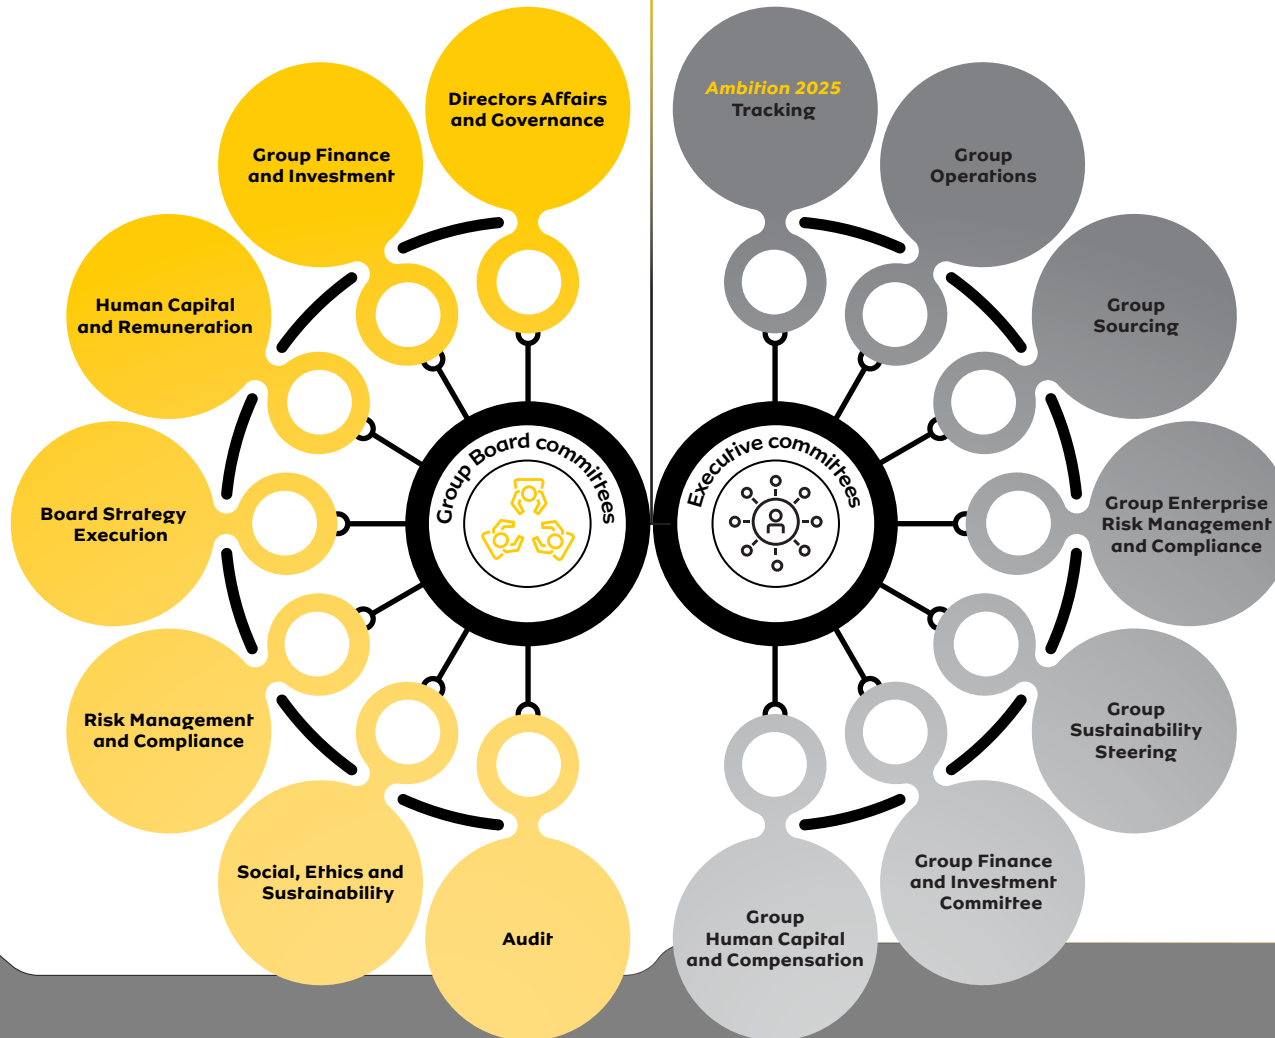 Directors Affairs
and Governance
Group Finance
and Investment
Human Capital
and Remuneration
Board Strategy
Execution
Risk Management
and Compliance
Social, Ethics and
Sustainability
Audit
Group Board committees
Executive committees
Ambition 2025
Tracking
Group
Operations
Group
Sourcing
Group Enterprise
Risk Management
and Compliance
Group
Sustainability
Steering
Group Finance
and Investment
Committee
Group
Human Capital
and Compensation